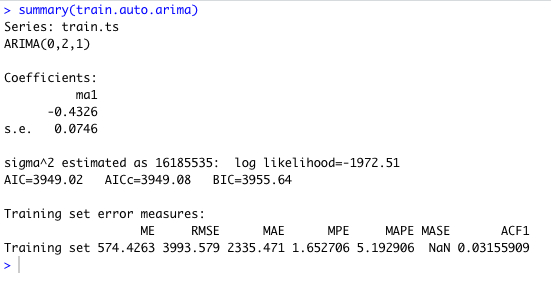 > summary(train.auto.arima)
Series: train.ts
ARIMA(0,2,1)
Coefficients:
ma1
-0.4326
s.e. 0.0746
sigma^2 estimated as 16185535: log likelihood=-1972.51
AIC=3949.02 AICc=3949.08 BIC=3955.64
Training set error measures:
ME RMSE MAE MPE MAPE MASE ACF1
Training set 574.4263 3993.579 2335.471 1.652706 5.192906 NaN 0.03155909
>